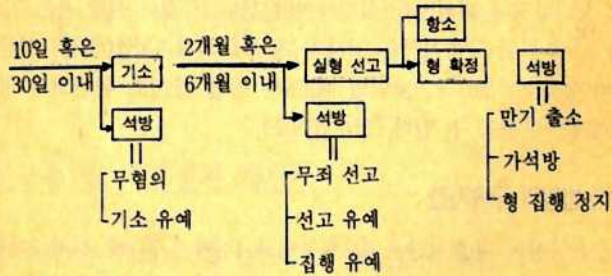 항소
10일 혹은
30일 이내
기소
2개월 혹은
6개월 이내
실형 선고
형 확정
석방
석방
무혐의
기소 유예
석방
무죄 선고
선고 유예
집행 유예
만기 출소
가석방
형 집행 정지